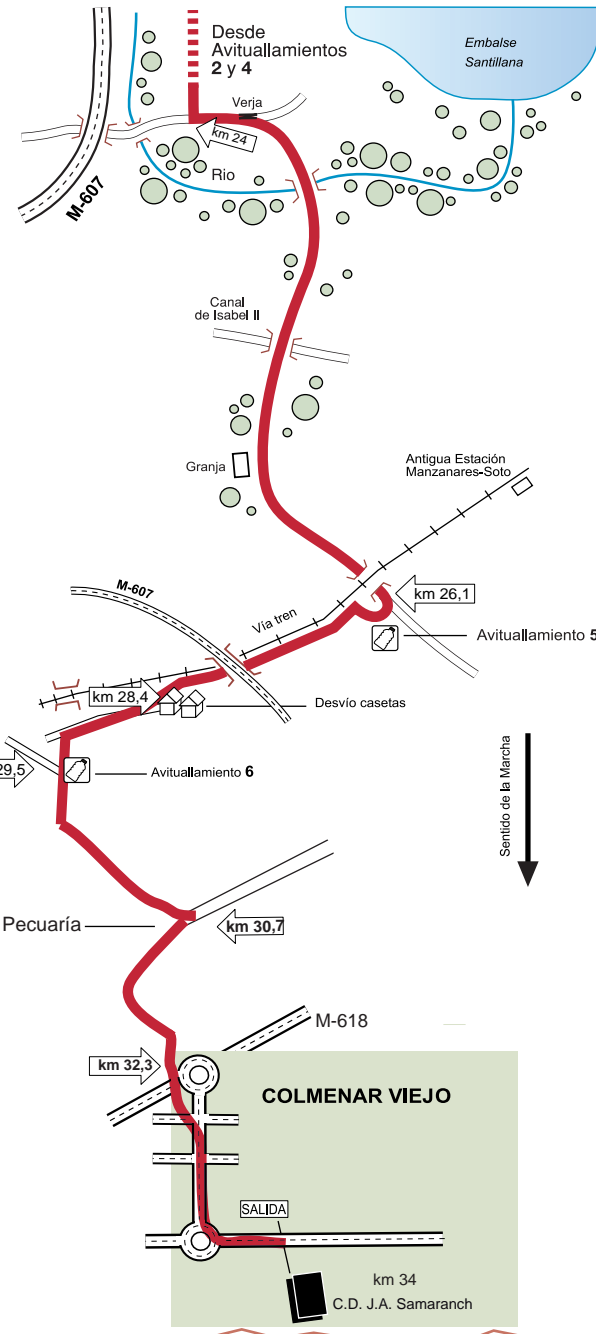 Desde
Avituallamientos
2 y 4
Embalse
Santillana
Verja
km 24
M-607
Rio
Canal
de Isabel II
Granja
Antigua Estación
Manzanares-Soto
M-607
Vía tren
km 26,1
Avituallamiento 5
km 28,4
Desvío casetas
29,5
Avituallamiento 6
Sentido de la Marcha
Pecuaría
km 30,7
M-618
km 32,3
COLMENAR VIEJO
SALIDA
km 34
C.D. J.A. Samaranch